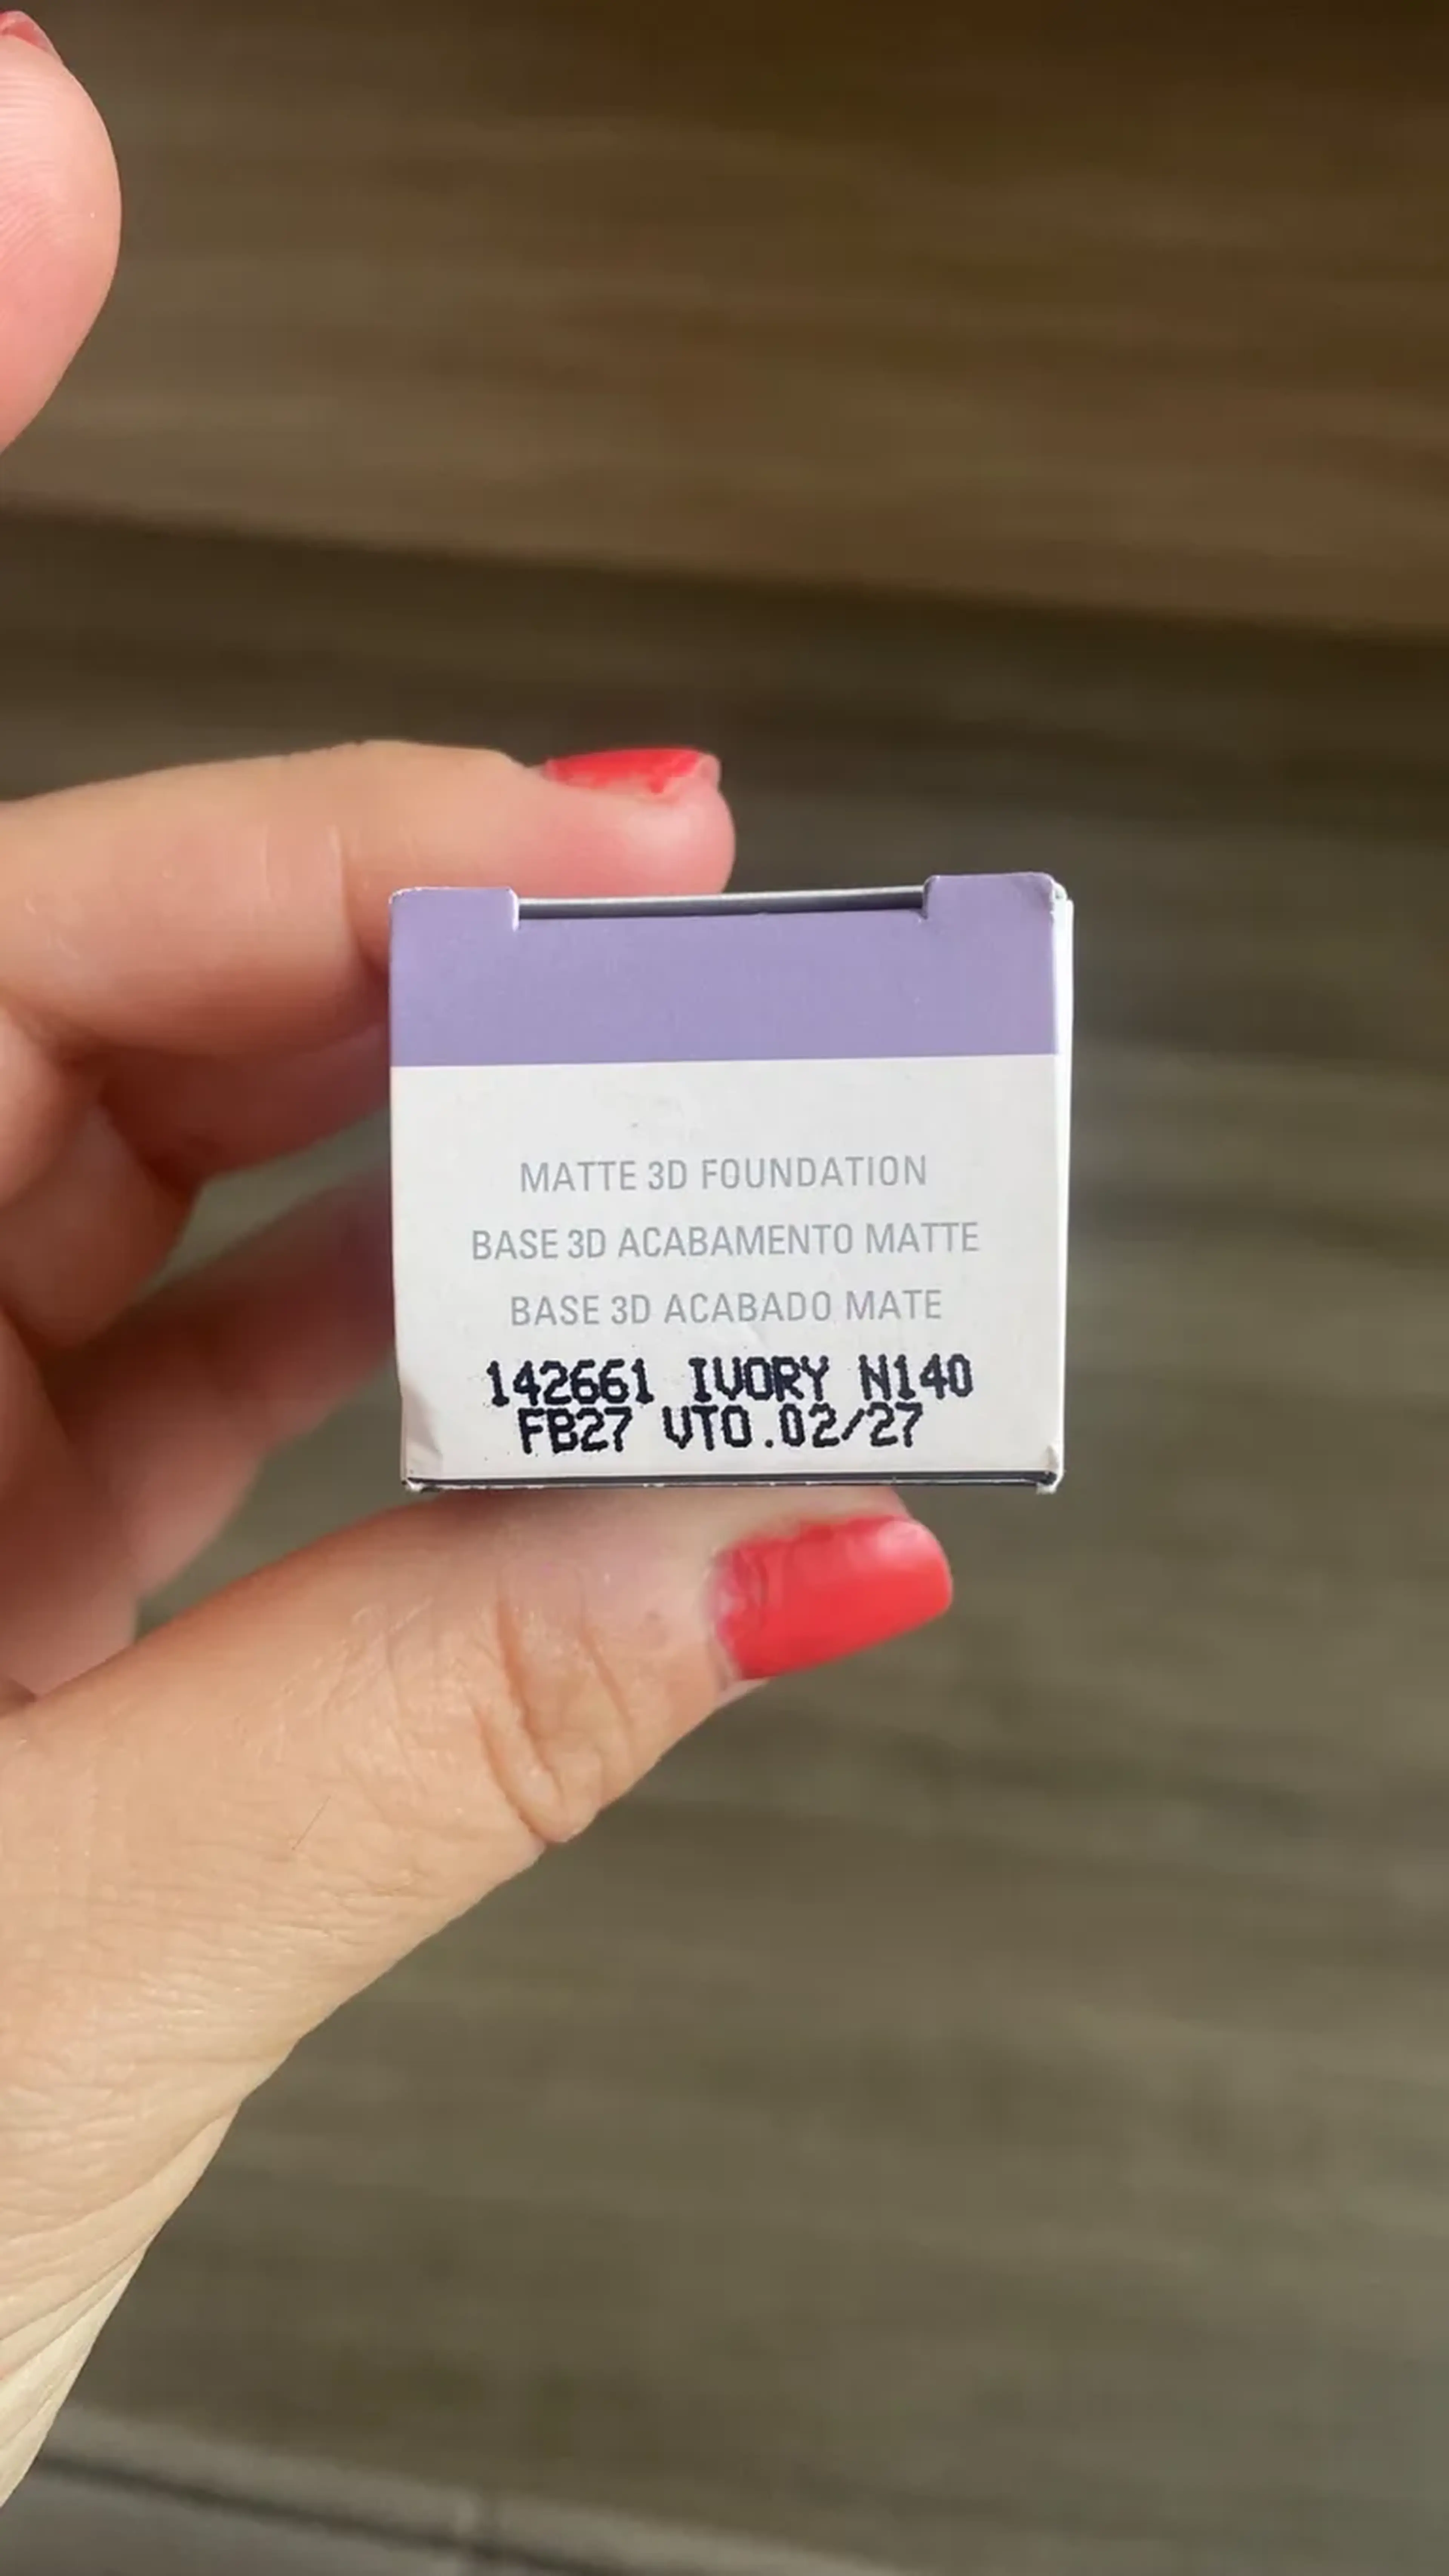 MATTE 3D FOUNDATION
BASE 3D ACABAMENTO MATTE
BASE 3D ACABADO MATE
142661 IVORY N140
FB27 VTO.02/27